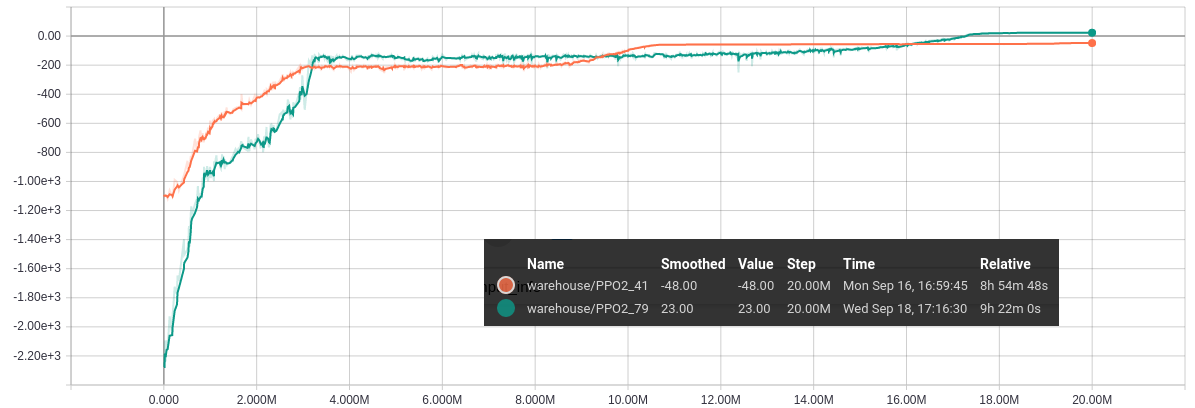 0.00
-200
-400
-600
-800
-1.00e+3
-1.20e+3
-1.40e+3
-1.60e+3
-1.80e+3
-2.00e+3
-2.20e+3
Name Smoothed Value Step Time Relative
warehouse/PPO2_41 -48.00 -48.00 20.00M Mon Sep 16, 16:59:45 8h 54m 48s
warehouse/PPO2_79 23.00 23.00 20.00M Wed Sep 18, 17:16:30 9h 22m 0s
0.000 2.000M 4.000M 6.000M 8.000M 10.00M 12.00M 14.00M 16.00M 18.00M 20.00M